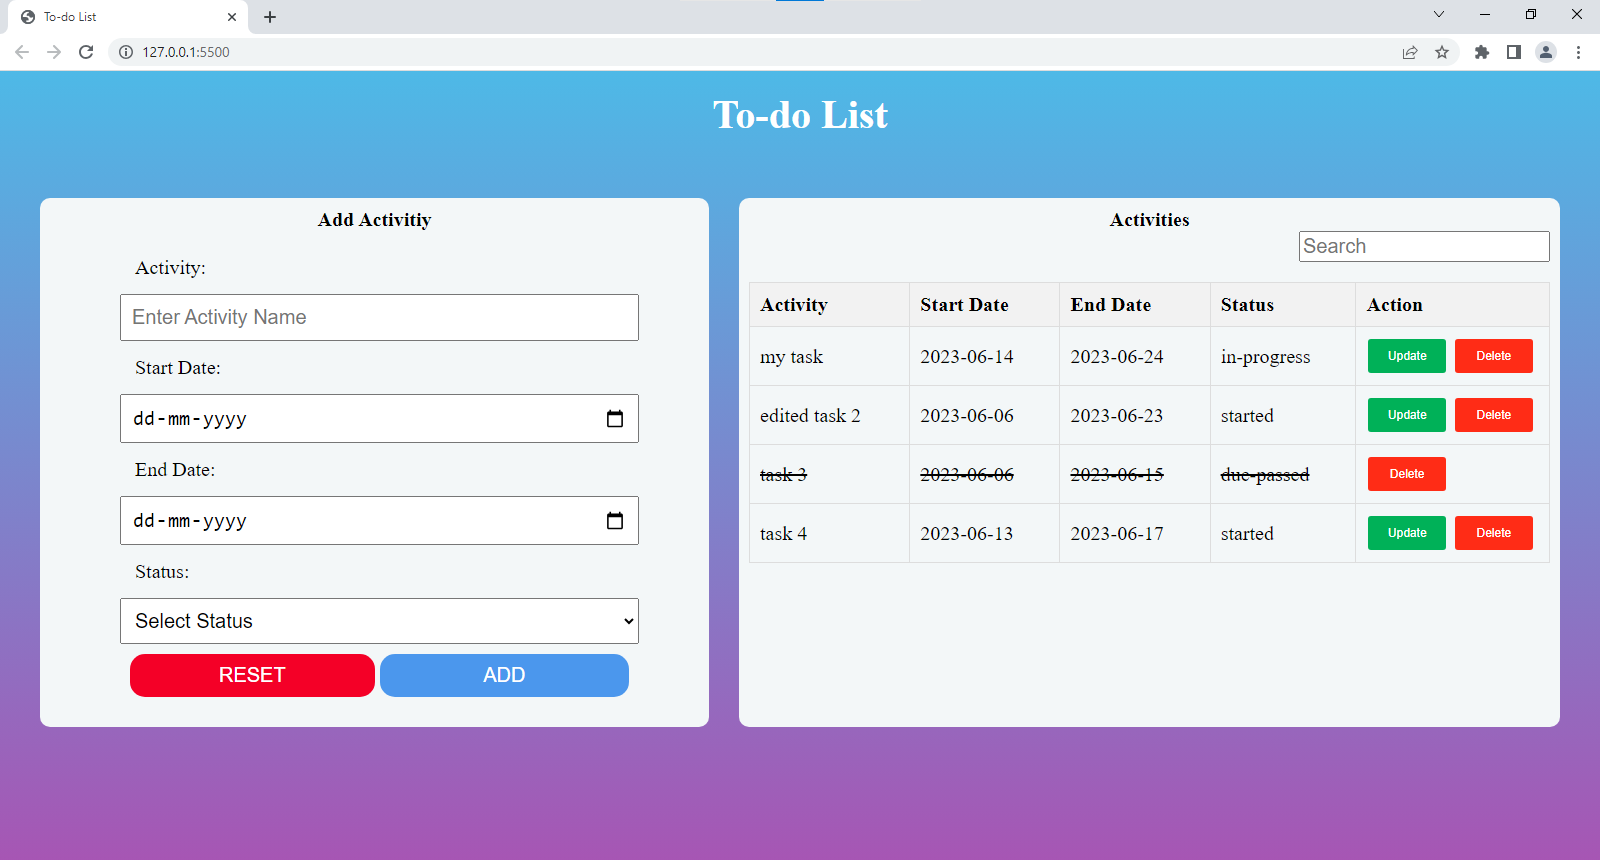 To-do List
127.0.0.1:5500
To-do List
Add Activitiy
Activity:
Enter Activity Name
Start Date:
dd-mm-yyyy
End Date:
dd-mm-yyyy
Status:
Select Status
RESET ADD
Activities
Search
Activity Start Date End Date Status Action
my task 2023-06-14 2023-06-24 in-progress Update Delete
edited task 2 2023-06-06 2023-06-23 started Update Delete
task 3 2023-06-06 2023-06-15 due-passed Delete
task 4 2023-06-13 2023-06-17 started Update Delete